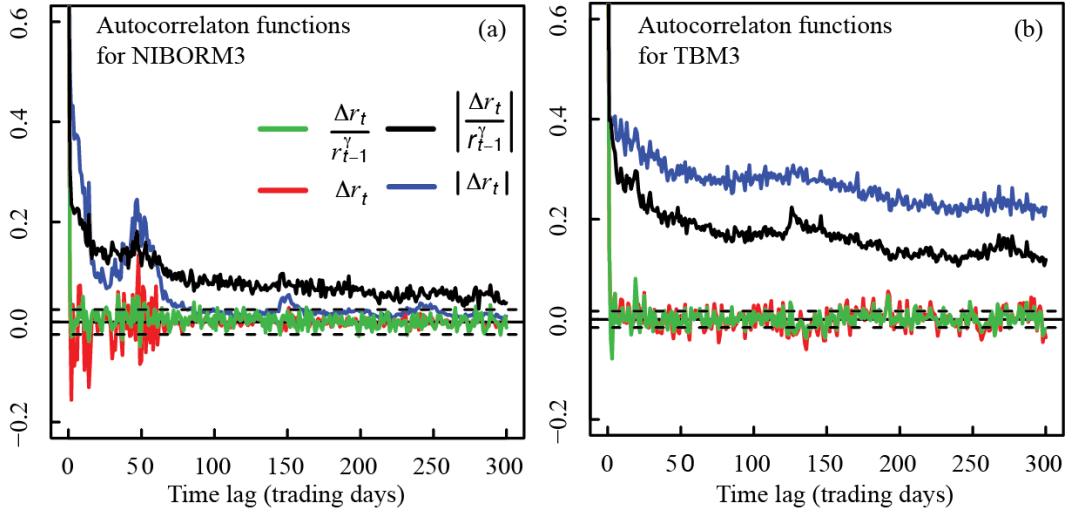 Autocorrelaton functions
for NIBORM3
(a)
0.6
0.4
0.2
0.0
−0.2
Δr_t / r^γ_{t−1}
|Δr_t / r^γ_{t−1}|
Δr_t
|Δr_t|
0 50 100 150 200 250 300
Time lag (trading days)
Autocorrelaton functions
for TBM3
(b)
0.6
0.4
0.2
0.0
−0.2
0 50 100 150 200 250 300
Time lag (trading days)